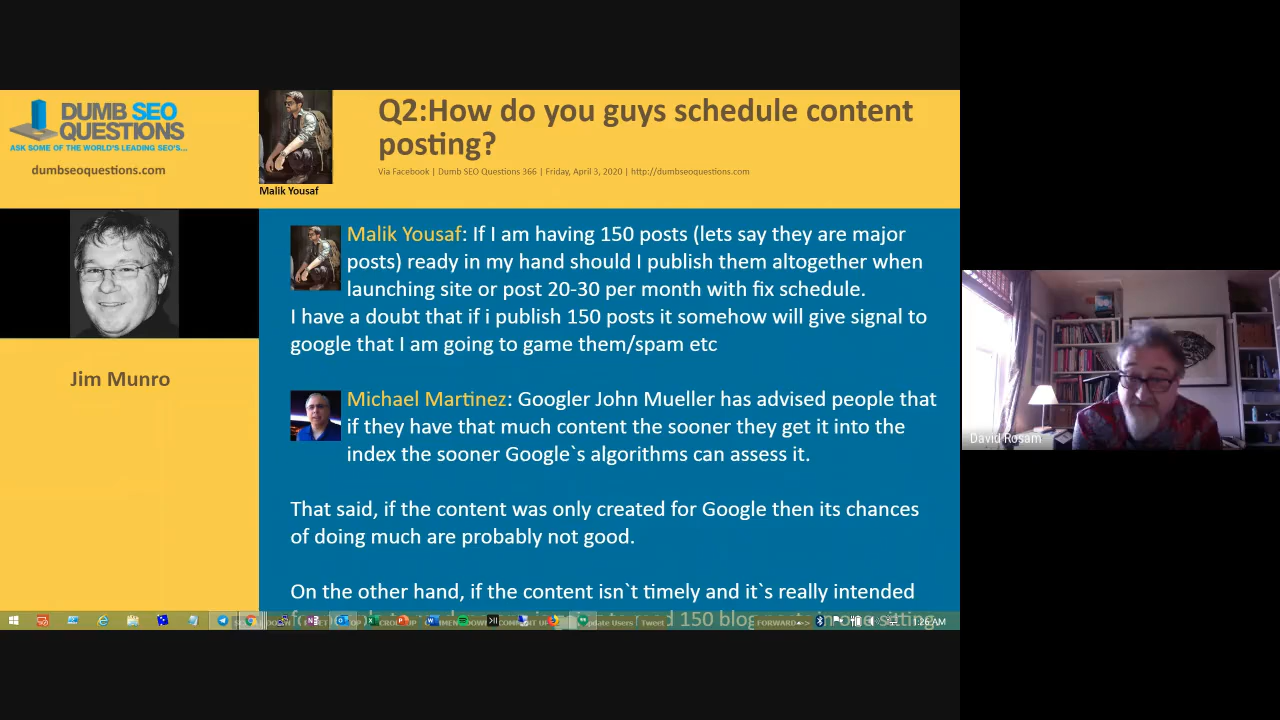 DUMB SEO
QUESTIONS
ASK SOME OF THE WORLD'S LEADING SEO'S...
dumbseoquestions.com
Malik Yousaf
Q2:How do you guys schedule content
posting?
Via Facebook | Dumb SEO Questions 366 | Friday, April 3, 2020 | http://dumbseoquestions.com
Jim Munro
Malik Yousaf: If I am having 150 posts (lets say they are major
posts) ready in my hand should I publish them altogether when
launching site or post 20-30 per month with fix schedule.
I have a doubt that if i publish 150 posts it somehow will give signal to
google that I am going to game them/spam etc
Michael Martinez: Googler John Mueller has advised people that
if they have that much content the sooner they get it into the
index the sooner Google`s algorithms can assess it.
That said, if the content was only created for Google then its chances
of doing much are probably not good.
On the other hand, if the content isn`t timely and it`s really intended
150 blog
sitting
Update Users | Tweet
FORWARD->>
1:26 AM
David Rosam